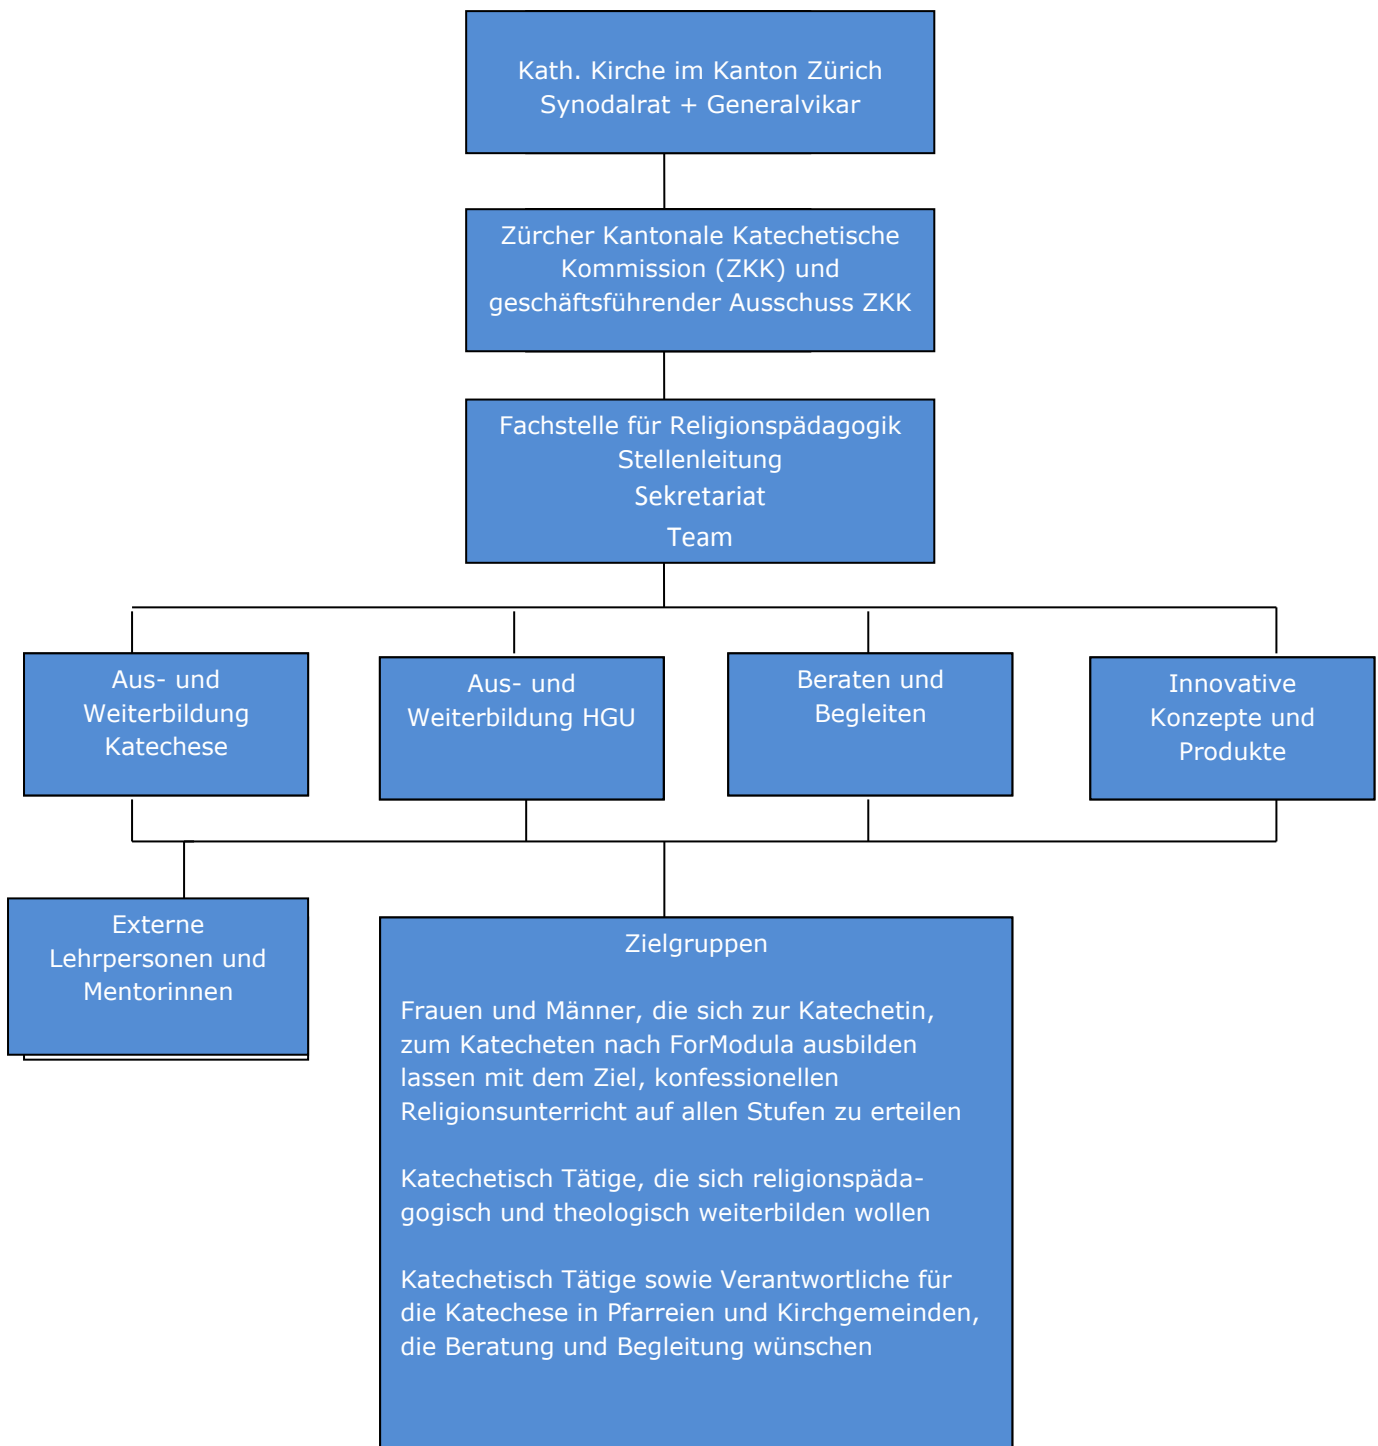 Kath. Kirche im Kanton Zürich
Synodalrat + Generalvikar
Zürcher Kantonale Katechetische
Kommission (ZKK) und
geschäftsführender Ausschuss ZKK
Fachstelle für Religionspädagogik
Stellenleitung
Sekretariat
Team
Aus- und
Weiterbildung
Katechese
Aus- und
Weiterbildung HGU
Beraten und
Begleiten
Innovative
Konzepte und
Produkte
Externe
Lehrpersonen und
Mentorinnen
Zielgruppen
Frauen und Männer, die sich zur Katechetin,
zum Katecheten nach ForModula ausbilden
lassen mit dem Ziel, konfessionellen
Religionsunterricht auf allen Stufen zu erteilen
Katechetisch Tätige, die sich religionspäda-
gogisch und theologisch weiterbilden wollen
Katechetisch Tätige sowie Verantwortliche für
die Katechese in Pfarreien und Kirchgemeinden,
die Beratung und Begleitung wünschen